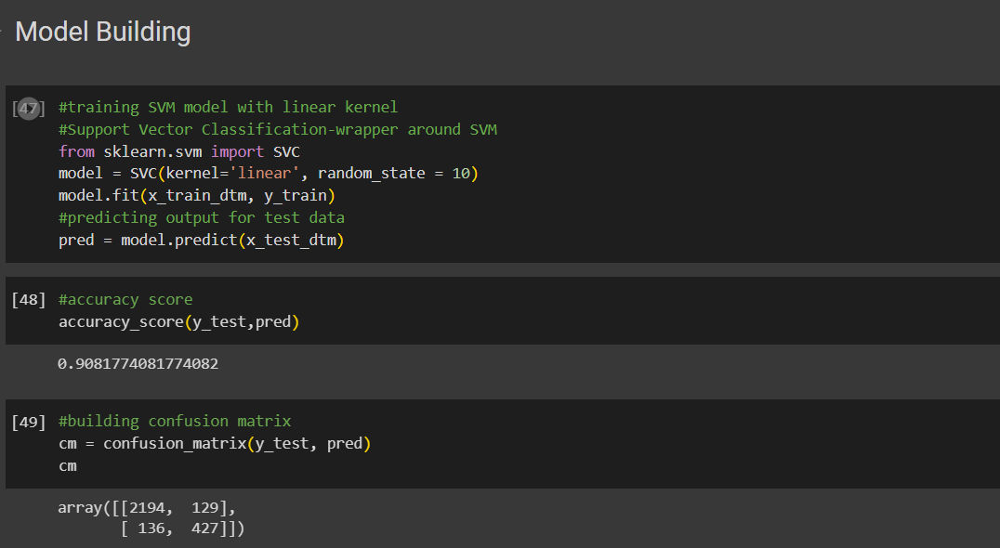 Model Building
[47] #training SVM model with linear kernel
#Support Vector Classification-wrapper around SVM
from sklearn.svm import SVC
model = SVC(kernel='linear', random_state = 10)
model.fit(x_train_dtm, y_train)
#predicting output for test data
pred = model.predict(x_test_dtm)
[48] #accuracy score
accuracy_score(y_test,pred)
0.9081774081774082
[49] #building confusion matrix
cm = confusion_matrix(y_test, pred)
cm
array([[2194,  129],
       [ 136,  427]])